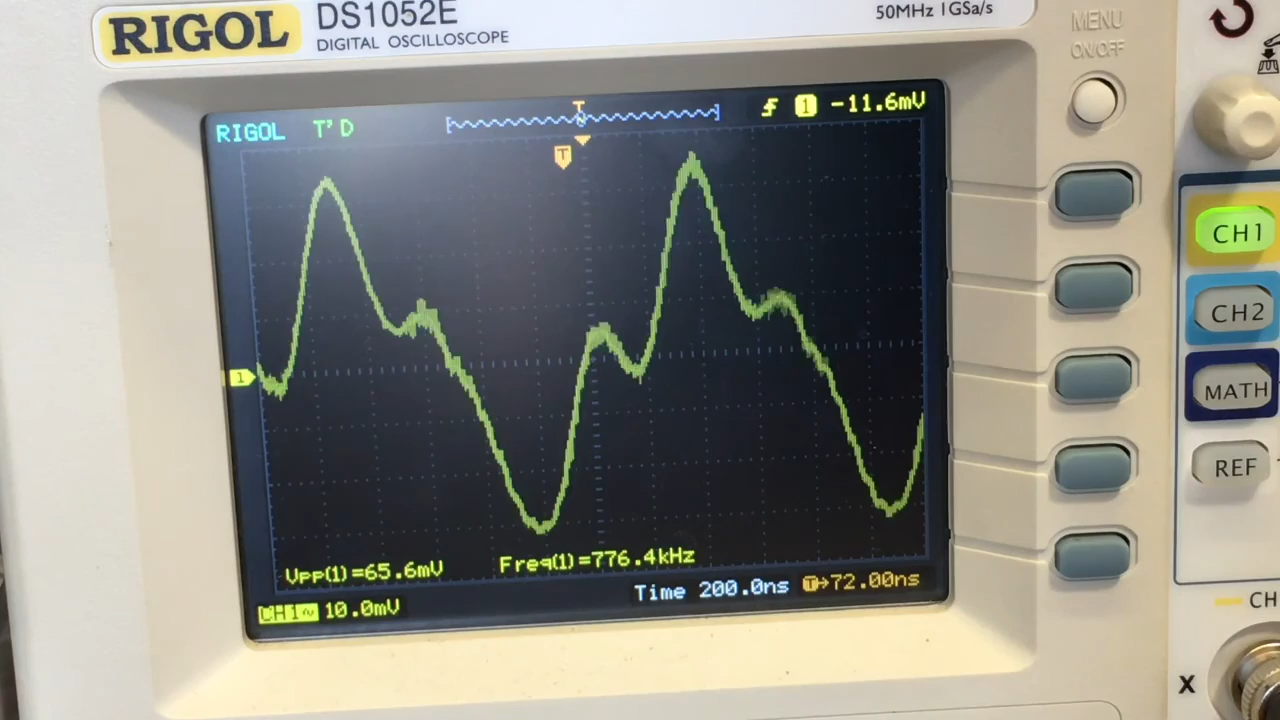 RIGOL DS1052E
DIGITAL OSCILLOSCOPE
50MHz 1GSa/s
MENU
ON/OFF
RIGOL T'D
T
1 -11.6mV
T
1
Vpp(1)=65.6mV Freq(1)=776.4kHz
CH1 10.0mV
Time 200.0ns T→72.00ns
CH1
CH2
MATH
REF
CH
X